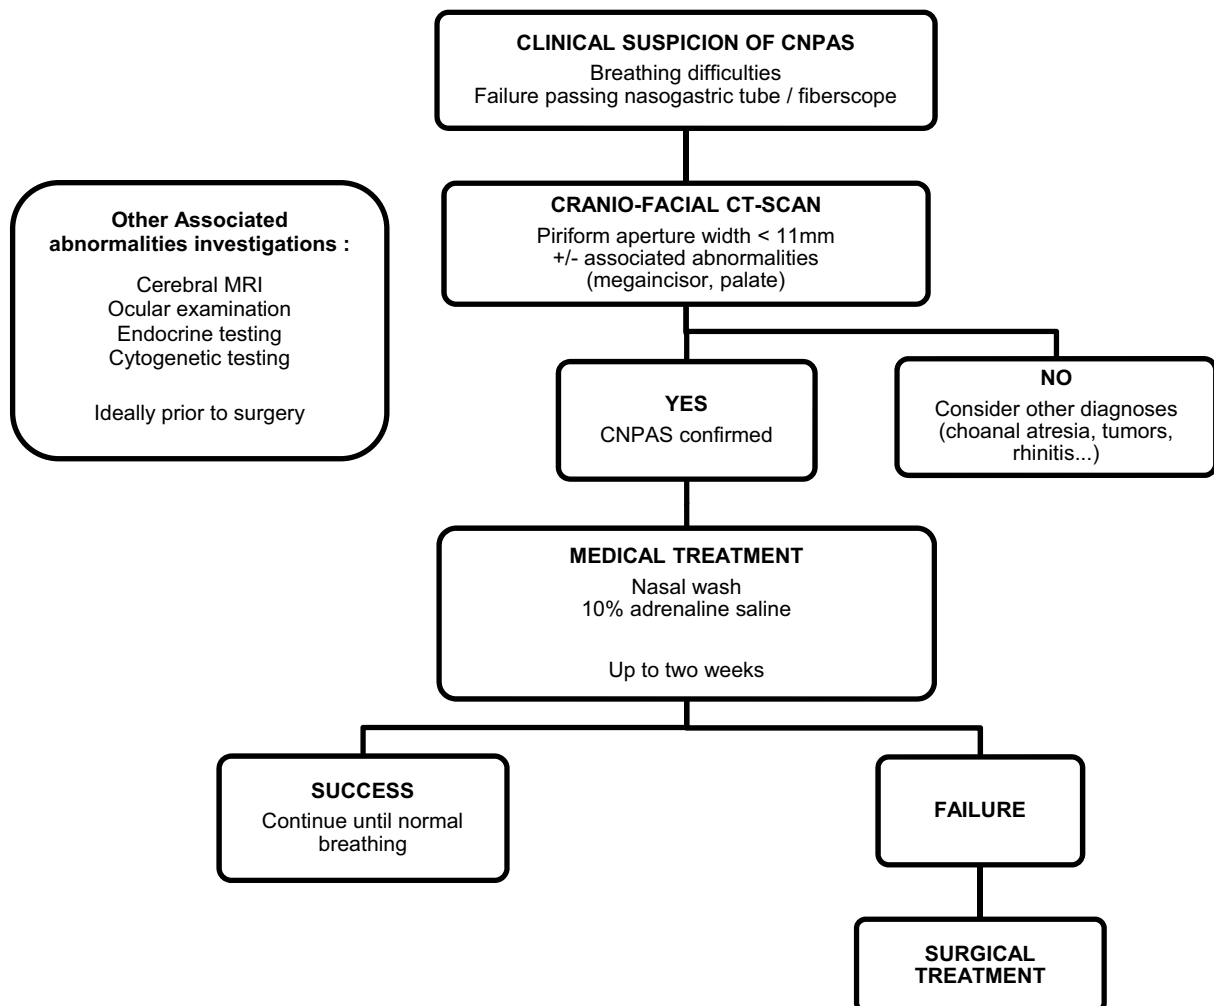 CLINICAL SUSPICION OF CNPAS
Breathing difficulties
Failure passing nasogastric tube / fiberscope
Other Associated
abnormalities investigations :
Cerebral MRI
Ocular examination
Endocrine testing
Cytogenetic testing
Ideally prior to surgery
CRANIO-FACIAL CT-SCAN
Piriform aperture width < 11mm
+/- associated abnormalities
(megaincisor, palate)
YES
CNPAS confirmed
NO
Consider other diagnoses
(choanal atresia, tumors,
rhinitis...)
MEDICAL TREATMENT
Nasal wash
10% adrenaline saline
Up to two weeks
SUCCESS
Continue until normal
breathing
FAILURE
SURGICAL
TREATMENT